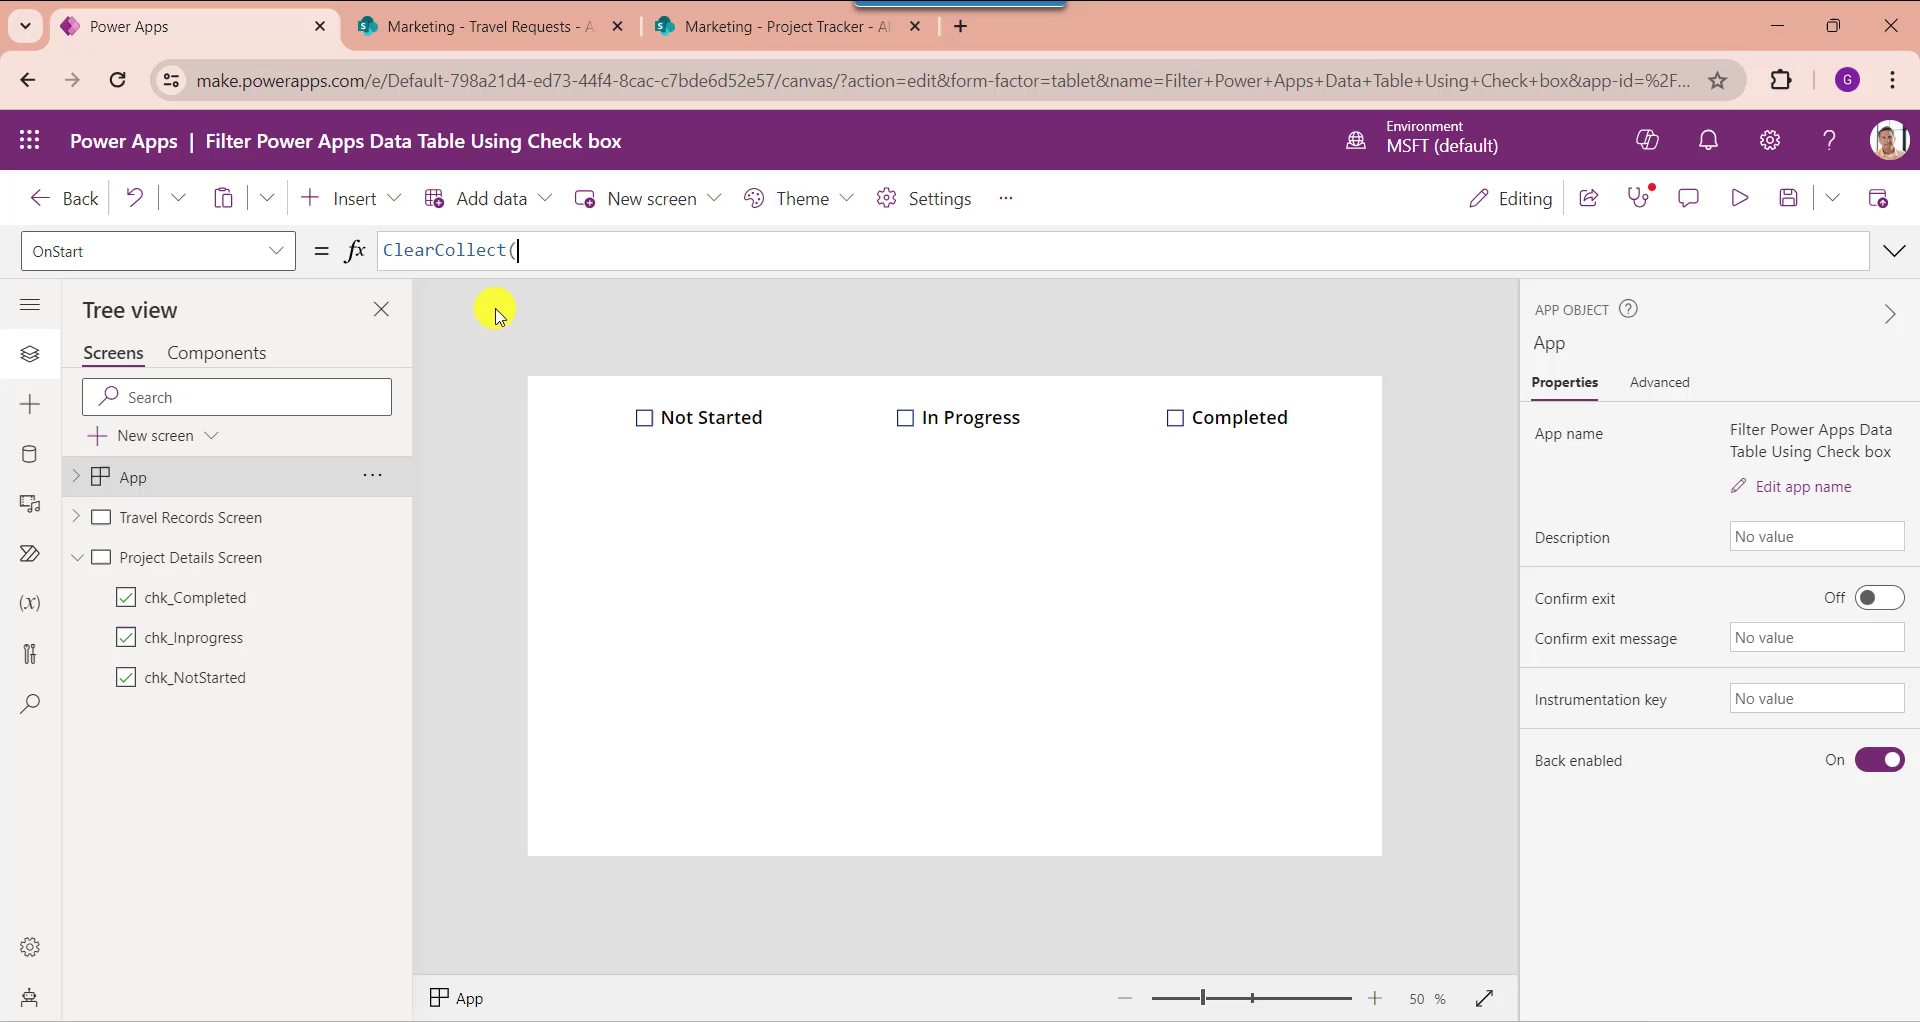 Power Apps
Marketing - Travel Requests - A
Marketing - Project Tracker - Al
make.powerapps.com/e/Default-798a21d4-ed73-44f4-8cac-c7bde6d52e57/canvas/?action=edit&form-factor=tablet&name=Filter+Power+Apps+Data+Table+Using+Check+box&app-id=%2F...
G
Power Apps | Filter Power Apps Data Table Using Check box
Environment
MSFT (default)
Back
Insert
Add data
New screen
Theme
Settings
Editing
OnStart
= fx ClearCollect(
Tree view
Screens
Components
Search
New screen
App
Travel Records Screen
Project Details Screen
chk_Completed
chk_Inprogress
chk_NotStarted
Not Started
In Progress
Completed
APP OBJECT
App
Properties
Advanced
App name
Filter Power Apps Data
Table Using Check box
Edit app name
Description
No value
Confirm exit
Off
Confirm exit message
No value
Instrumentation key
No value
Back enabled
On
App
50 %